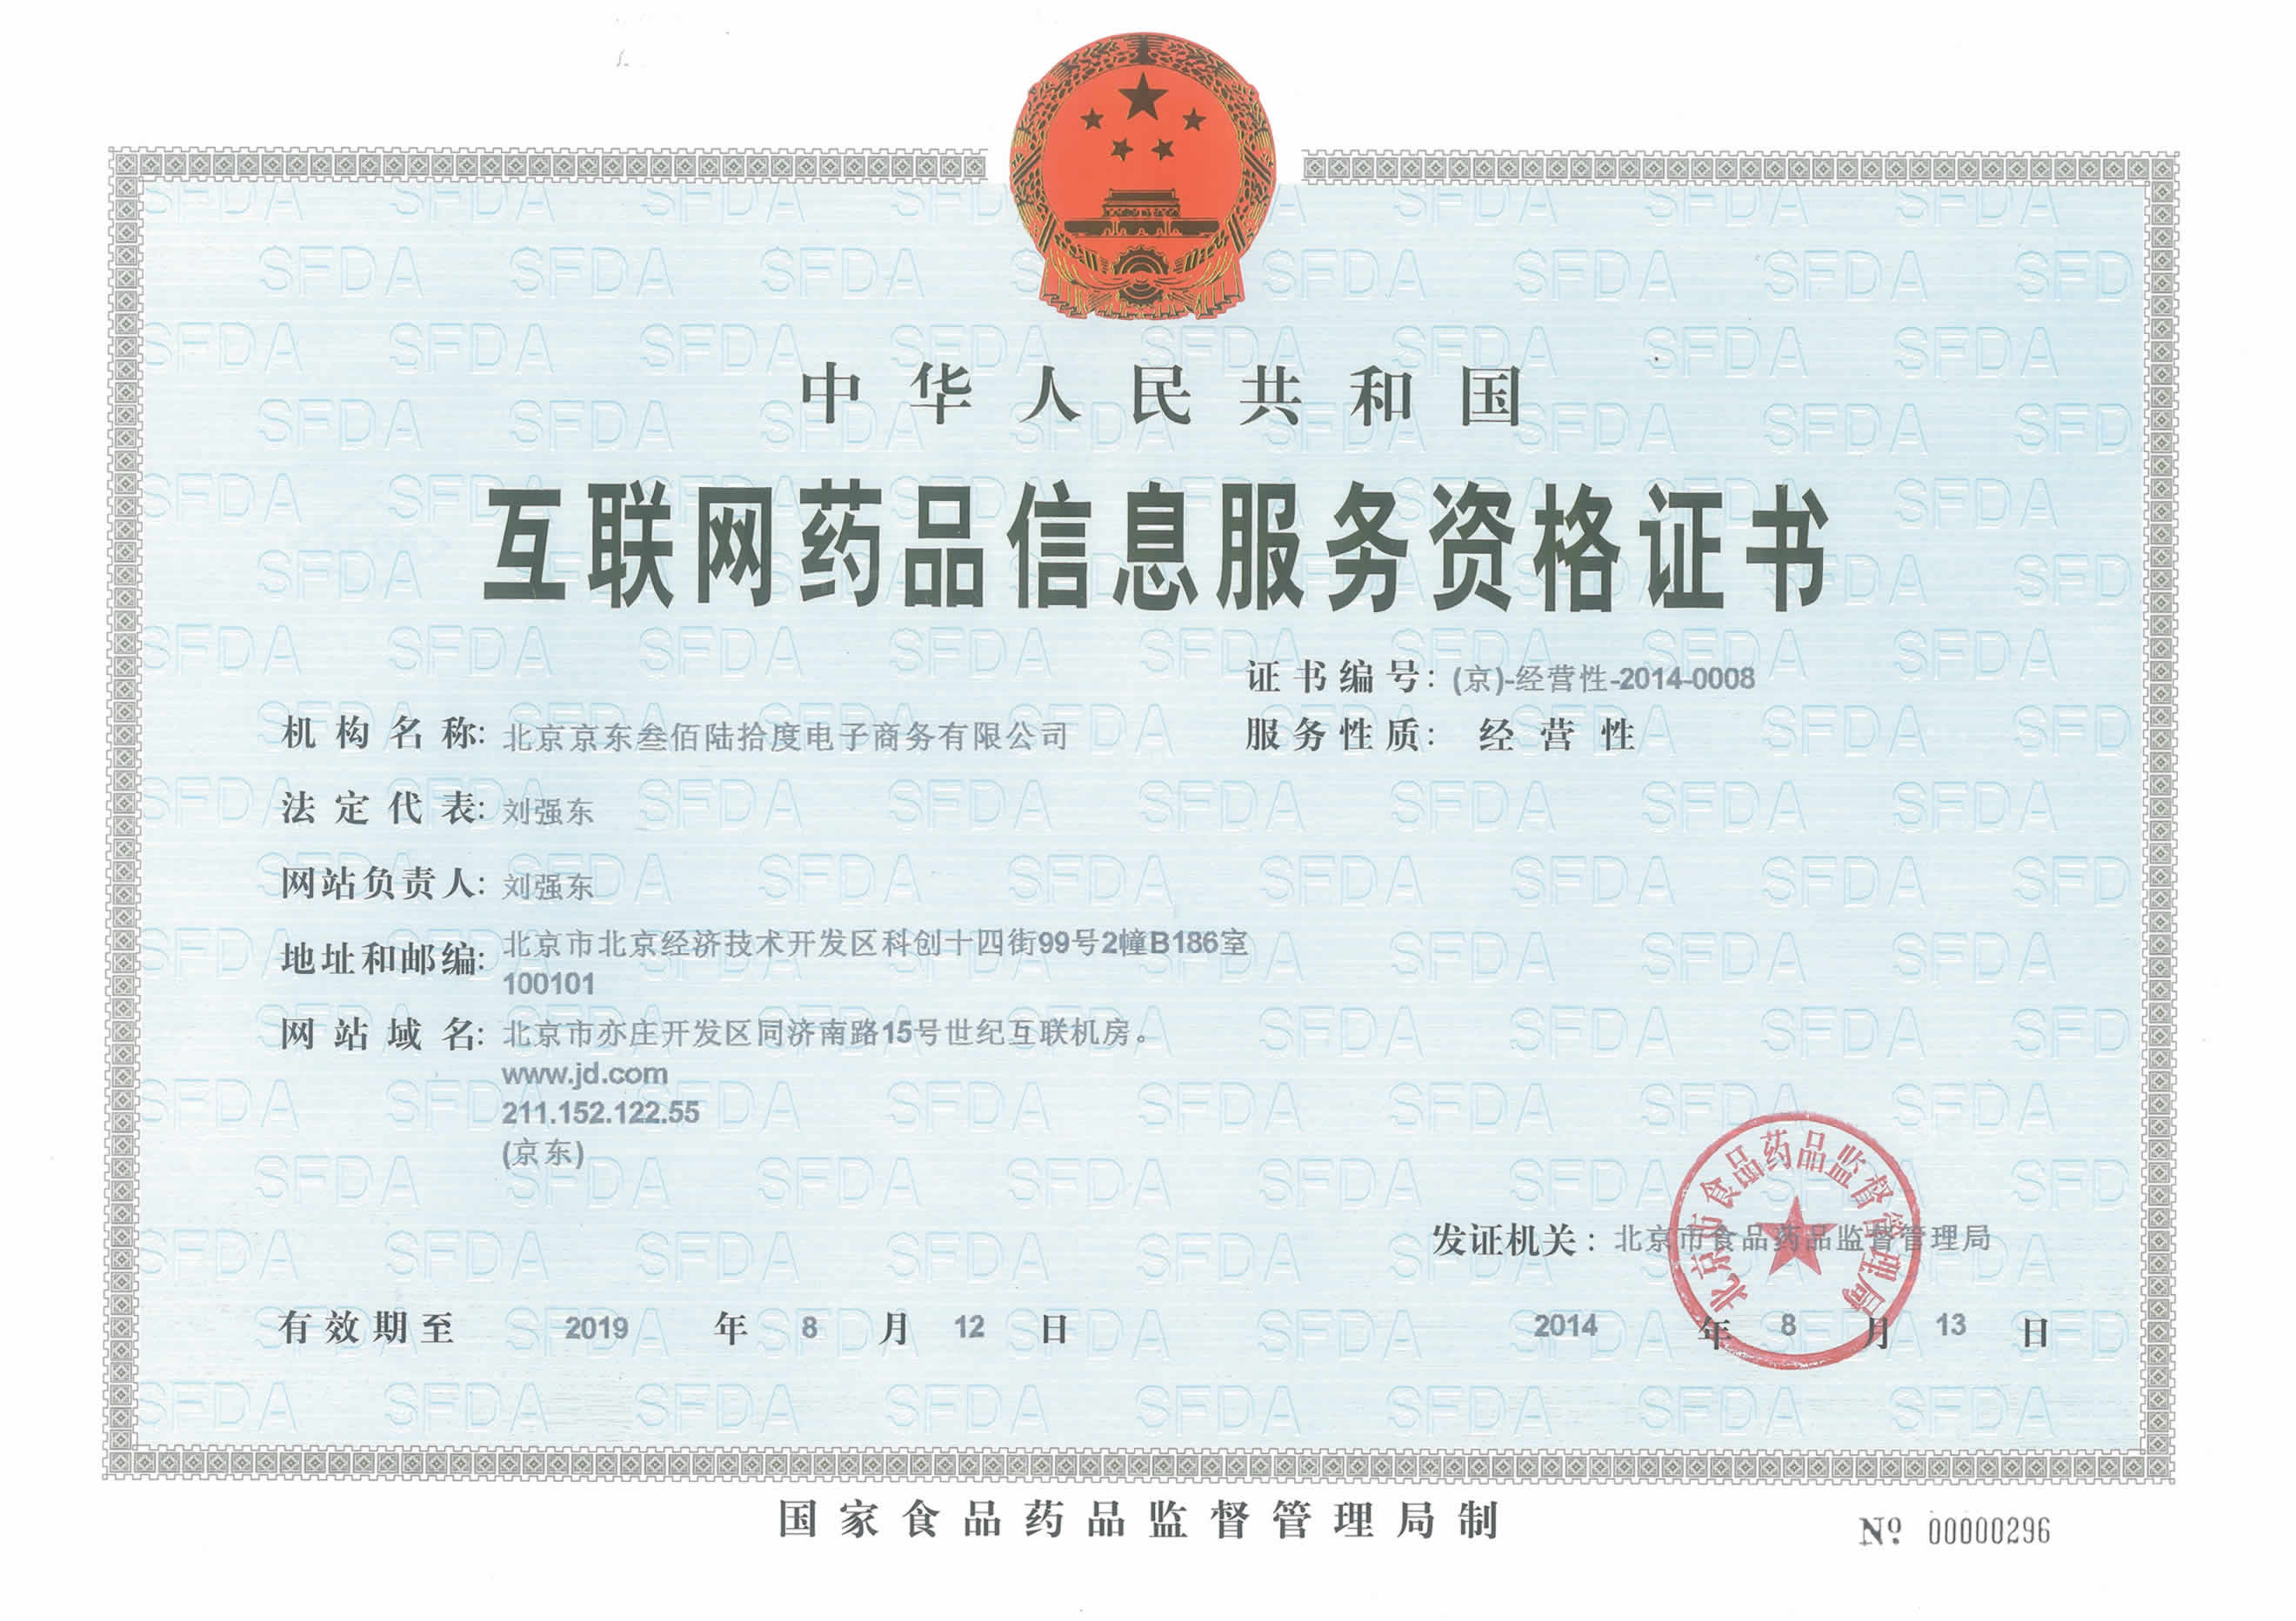 中华人民共和国
互联网药品信息服务资格证书
证书编号：(京)-经营性-2014-0008
机构名称：北京京东叁佰陆拾度电子商务有限公司
服务性质：经营性
法定代表：刘强东
网站负责人：刘强东
地址和邮编：北京市北京经济技术开发区科创十四街99号2幢B186室
100101
网站域名：北京市亦庄开发区同济南路15号世纪互联机房。
www.jd.com
211.152.122.55
(京东)
北京市食品药品监督管理局
发证机关：北京市食品药品监督管理局
有效期至 2019 年 8 月 12 日
2014 年 8 月 13 日
国家食品药品监督管理局制
Nº 00000296
SFDA